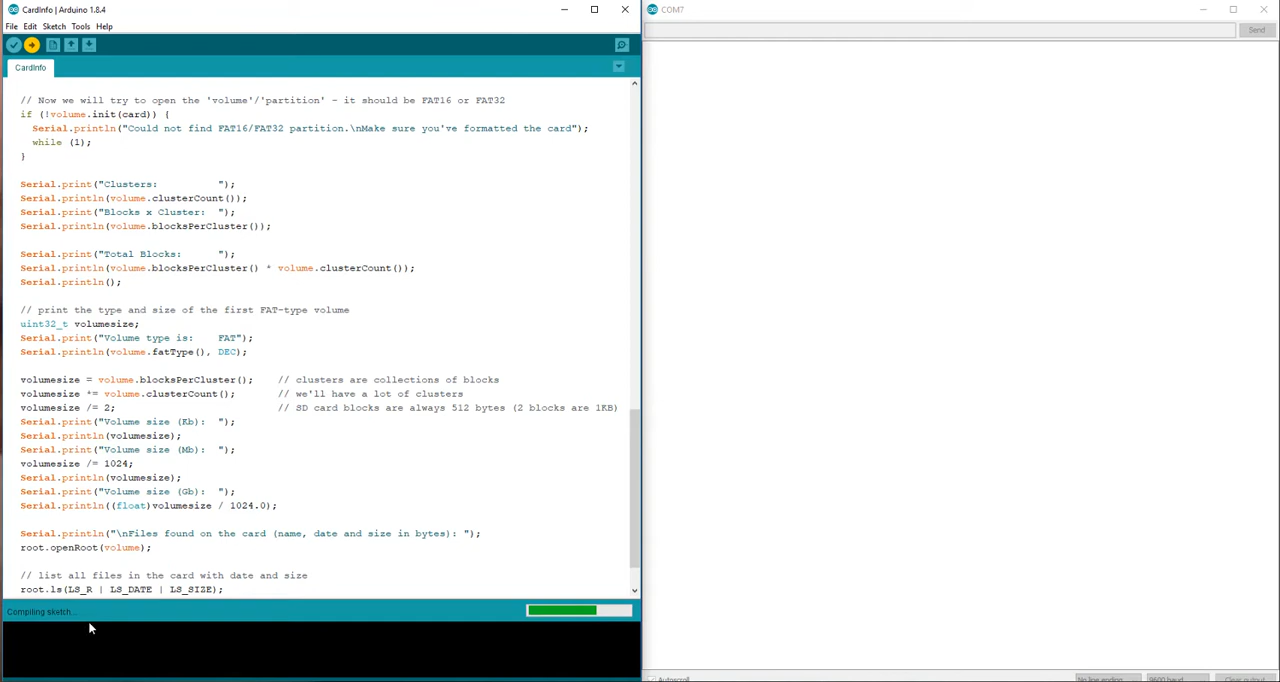 CardInfo | Arduino 1.8.4
File Edit Sketch Tools Help
CardInfo
// Now we will try to open the 'volume'/'partition' - it should be FAT16 or FAT32
if (!volume.init(card)) {
Serial.println("Could not find FAT16/FAT32 partition.\nMake sure you've formatted the card");
while (1);
}
Serial.print("Clusters:          ");
Serial.println(volume.clusterCount());
Serial.print("Blocks x Cluster:  ");
Serial.println(volume.blocksPerCluster());
Serial.print("Total Blocks:      ");
Serial.println(volume.blocksPerCluster() * volume.clusterCount());
Serial.println();
// print the type and size of the first FAT-type volume
uint32_t volumesize;
Serial.print("Volume type is:    FAT");
Serial.println(volume.fatType(), DEC);
volumesize = volume.blocksPerCluster();    // clusters are collections of blocks
volumesize *= volume.clusterCount();       // we'll have a lot of clusters
volumesize /= 2;                           // SD card blocks are always 512 bytes (2 blocks are 1KB)
Serial.print("Volume size (Kb):  ");
Serial.println(volumesize);
Serial.print("Volume size (Mb):  ");
volumesize /= 1024;
Serial.println(volumesize);
Serial.print("Volume size (Gb):  ");
Serial.println((float)volumesize / 1024.0);
Serial.println("\nFiles found on the card (name, date and size in bytes): ");
root.openRoot(volume);
// list all files in the card with date and size
root.ls(LS_R | LS_DATE | LS_SIZE);
Compiling sketch...
COM7
Send
Autoscroll
No line ending
9600 baud
Clear output